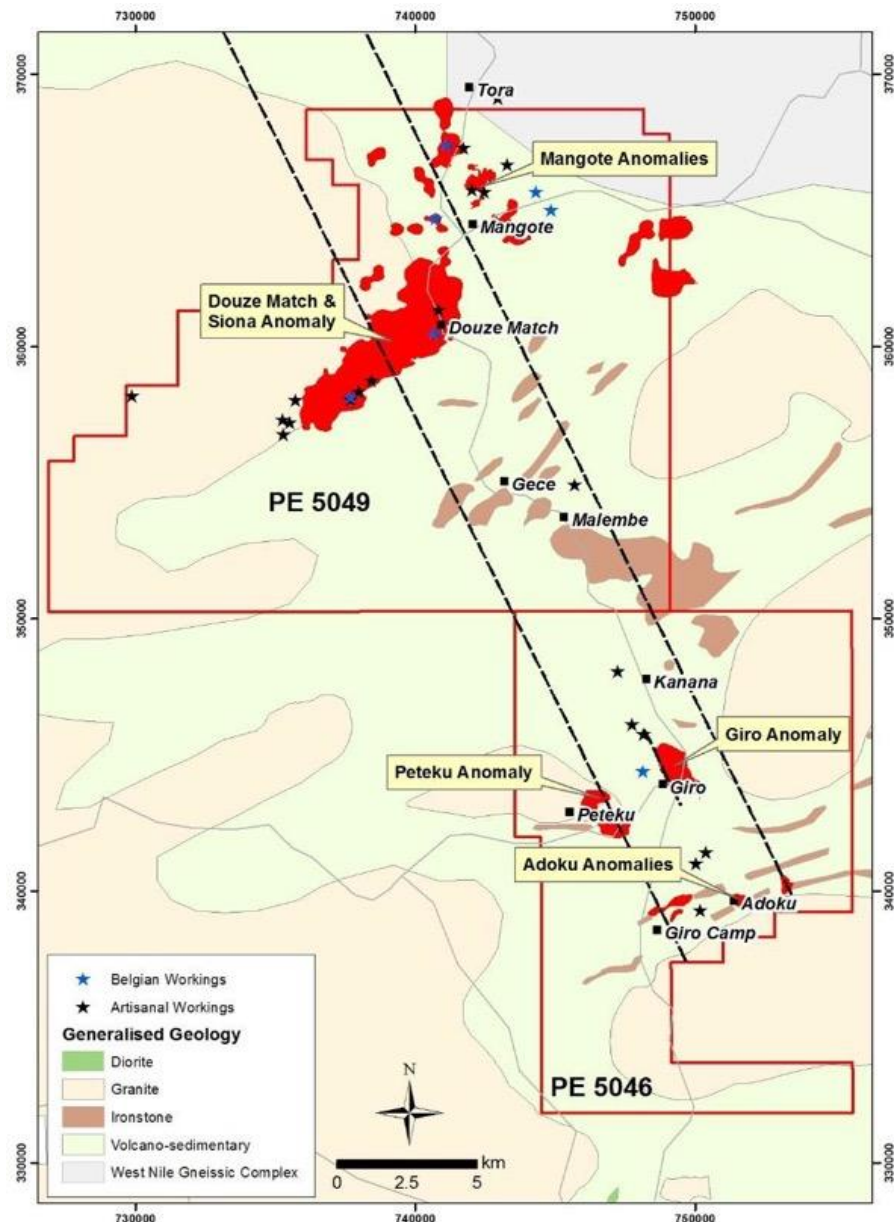 730000
740000
750000
370000
370000
Tora
Mangote Anomalies
Mangote
Douze Match &
Siona Anomaly
Douze Match
360000
360000
PE 5049
Gece
Malembe
350000
350000
Kanana
Giro Anomaly
Peteku Anomaly
Giro
Peteku
Adoku Anomalies
340000
340000
Adoku
Giro Camp
Belgian Workings
Artisanal Workings
Generalised Geology
Diorite
Granite
Ironstone
Volcano-sedimentary
West Nile Gneissic Complex
N
km
0
2.5
5
PE 5046
330000
330000
730000
740000
750000